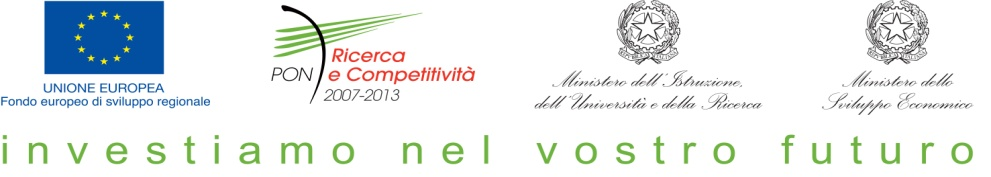 UNIONE EUROPEA
Fondo europeo di sviluppo regionale
PON Ricerca
e Competitività
2007-2013
Ministero dell'Istruzione,
dell'Università e della Ricerca
Ministero dello
Sviluppo Economico
investiamo nel vostro futuro